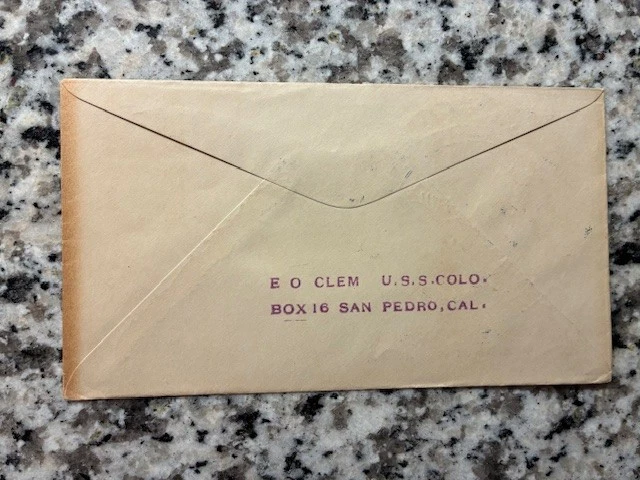 E O CLEM U.S.S.COLO.
BOX 16 SAN PEDRO, CAL.